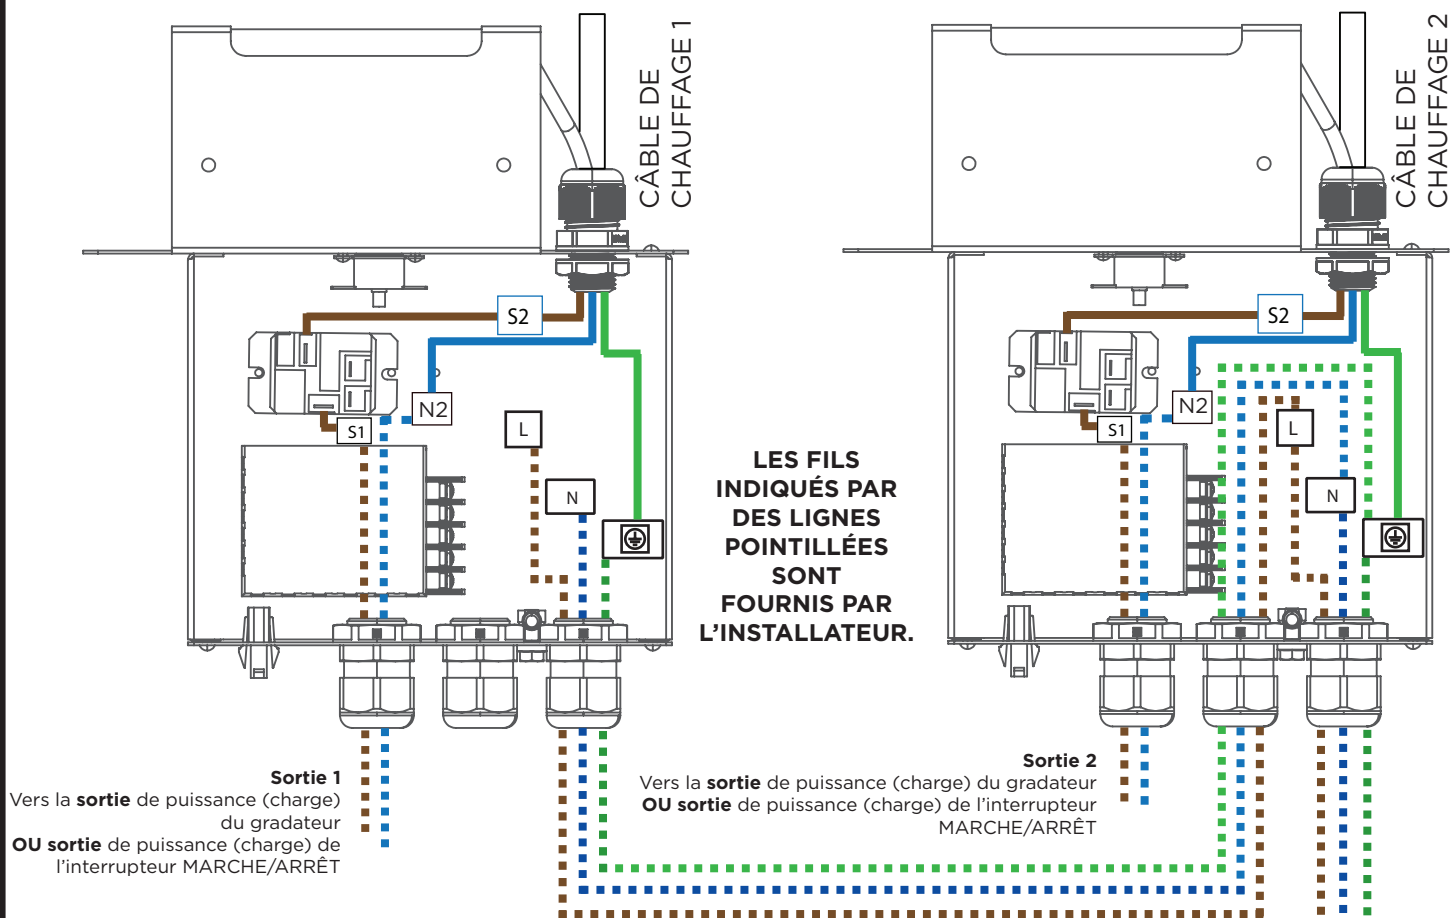 CÂBLE DE
CHAUFFAGE 1
S2
N2
S1
L
N
LES FILS
INDIQUÉS PAR
DES LIGNES
POINTILLÉES
SONT
FOURNIS PAR
L’INSTALLATEUR.
CÂBLE DE
CHAUFFAGE 2
S2
N2
S1
L
N
Sortie 1
Vers la sortie de puissance (charge)
du gradateur
OU sortie de puissance (charge) de
l’interrupteur MARCHE/ARRÊT
Sortie 2
Vers la sortie de puissance (charge) du gradateur
OU sortie de puissance (charge) de l’interrupteur
MARCHE/ARRÊT